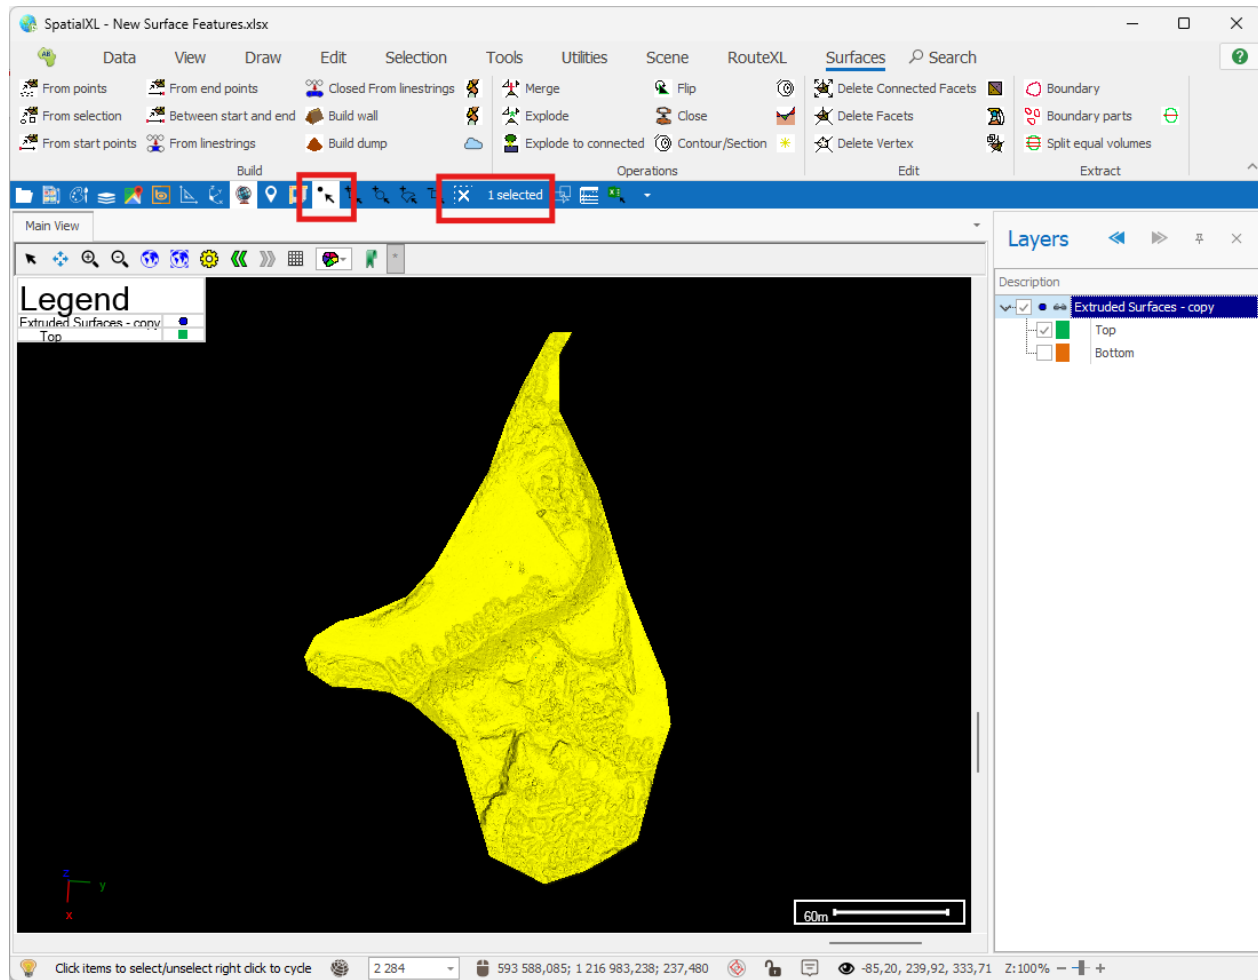 SpatialXL - New Surface Features.xlsx
Data View Draw Edit Selection Tools Utilities Scene RouteXL Surfaces Search
From points From end points Closed From linestrings Merge Flip Delete Connected Facets Boundary
From selection Between start and end Build wall Explode Close Delete Facets Boundary parts
From start points From linestrings Build dump Explode to connected Contour/Section Delete Vertex Split equal volumes
Build Operations Edit Extract
1 selected
Main View
Layers
Description
Extruded Surfaces - copy
Top
Bottom
Legend
Extruded Surfaces - copy
Top
z
y
x
60m
Click items to select/unselect right click to cycle 2 284 593 588,085; 1 216 983,238; 237,480 -85,20, 239,92, 333,71 Z:100%